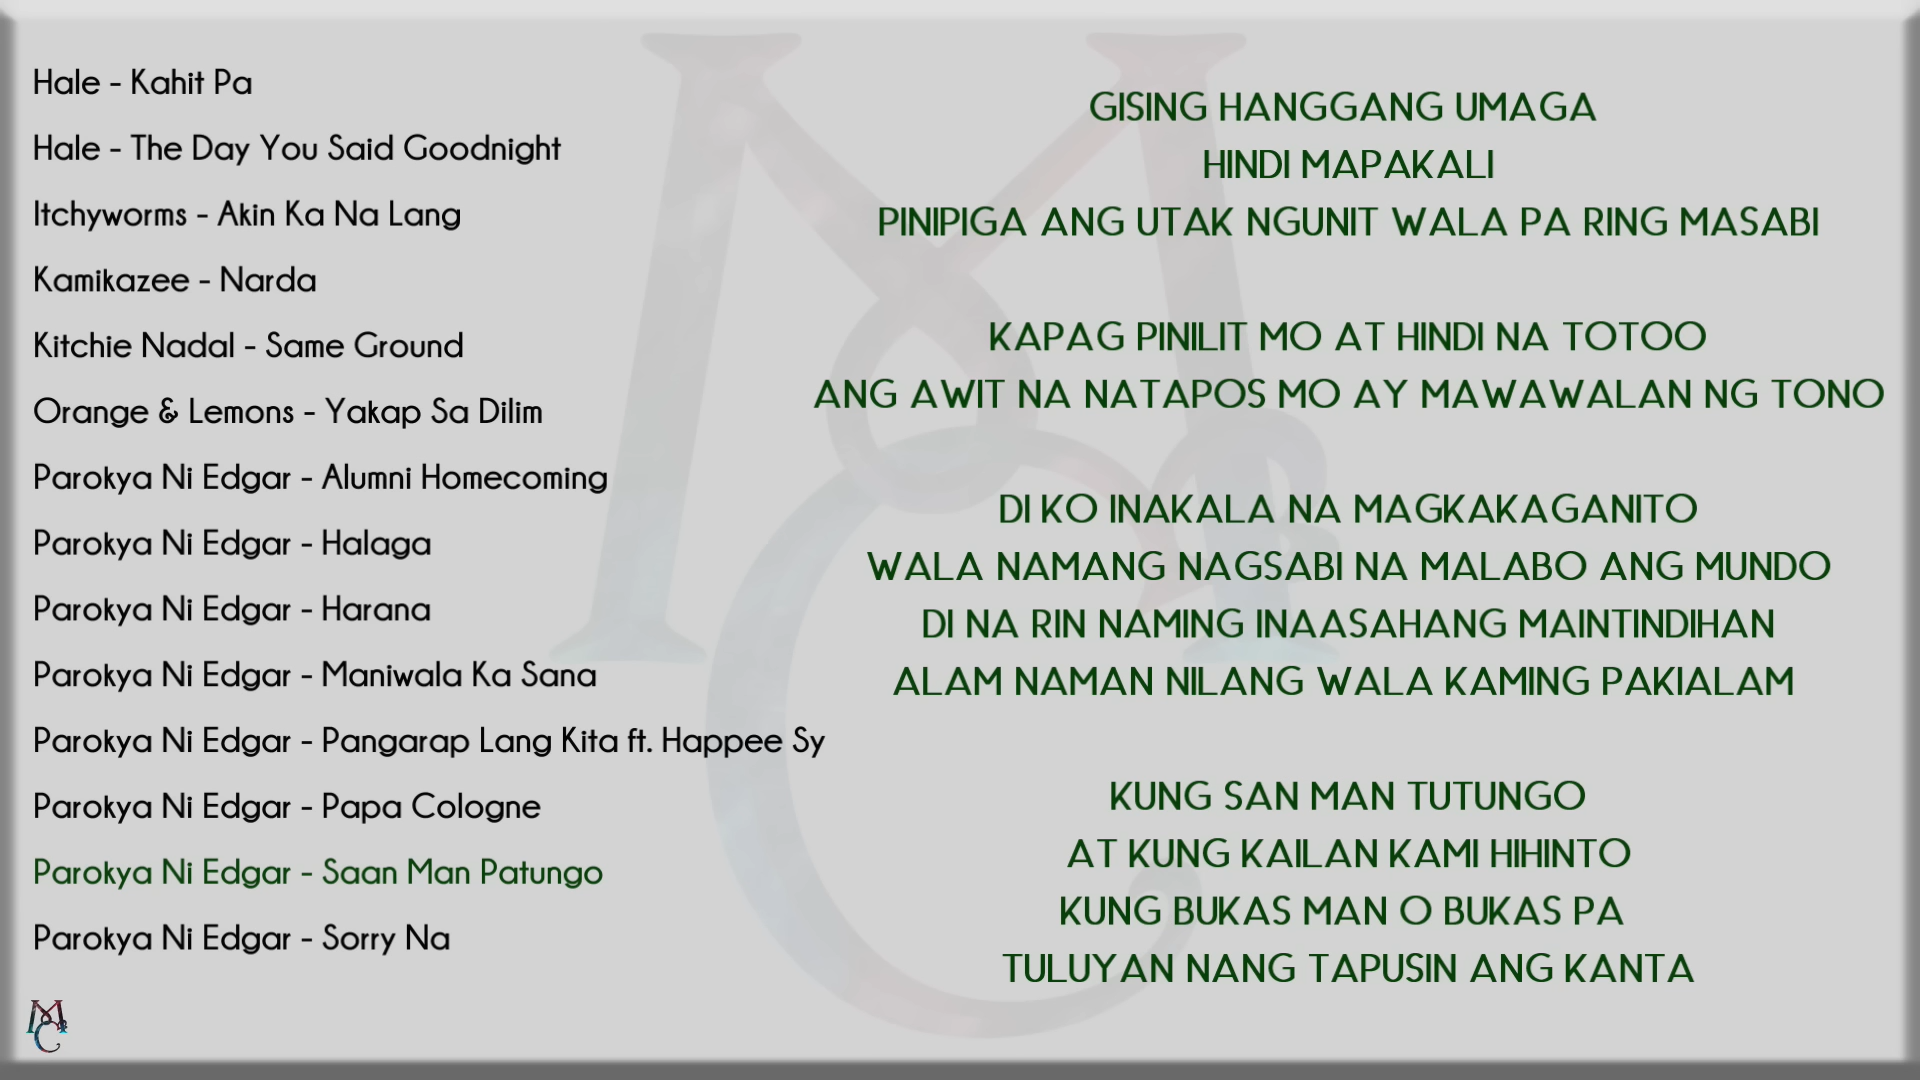 Hale - Kahit Pa
Hale - The Day You Said Goodnight
Itchyworms - Akin Ka Na Lang
Kamikazee - Narda
Kitchie Nadal - Same Ground
Orange & Lemons - Yakap Sa Dilim
Parokya Ni Edgar - Alumni Homecoming
Parokya Ni Edgar - Halaga
Parokya Ni Edgar - Harana
Parokya Ni Edgar - Maniwala Ka Sana
Parokya Ni Edgar - Pangarap Lang Kita ft. Happee Sy
Parokya Ni Edgar - Papa Cologne
Parokya Ni Edgar - Saan Man Patungo
Parokya Ni Edgar - Sorry Na
MC
GISING HANGGANG UMAGA
HINDI MAPAKALI
PINIPIGA ANG UTAK NGUNIT WALA PA RING MASABI
KAPAG PINILIT MO AT HINDI NA TOTOO
ANG AWIT NA NATAPOS MO AY MAWAWALAN NG TONO
DI KO INAKALA NA MAGKAKAGANITO
WALA NAMANG NAGSABI NA MALABO ANG MUNDO
DI NA RIN NAMING INAASAHANG MAINTINDIHAN
ALAM NAMAN NILANG WALA KAMING PAKIALAM
KUNG SAN MAN TUTUNGO
AT KUNG KAILAN KAMI HIHINTO
KUNG BUKAS MAN O BUKAS PA
TULUYAN NANG TAPUSIN ANG KANTA